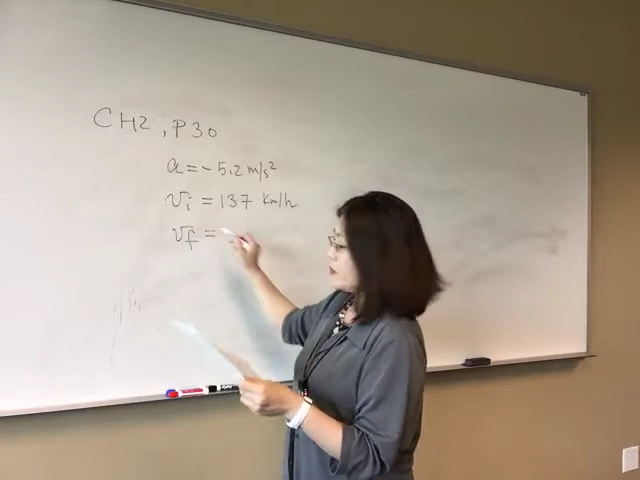 CH2, P30
a = -5.2 m/s²
vi = 137 km/h
vf =